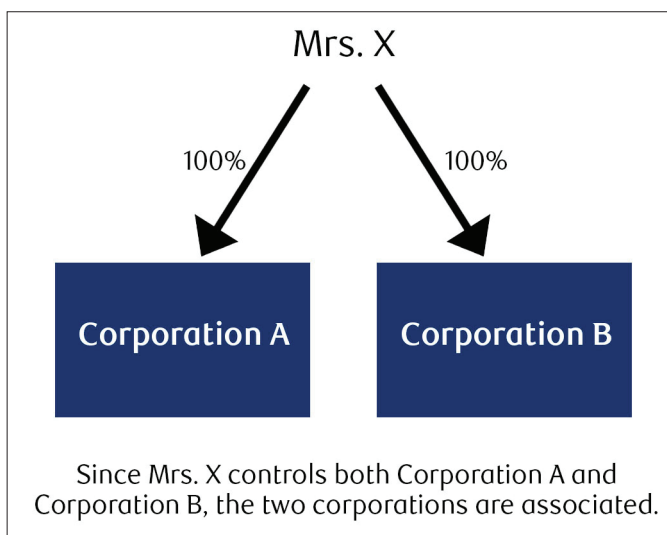 Mrs. X
100% 100%
Corporation A Corporation B
Since Mrs. X controls both Corporation A and
Corporation B, the two corporations are associated.